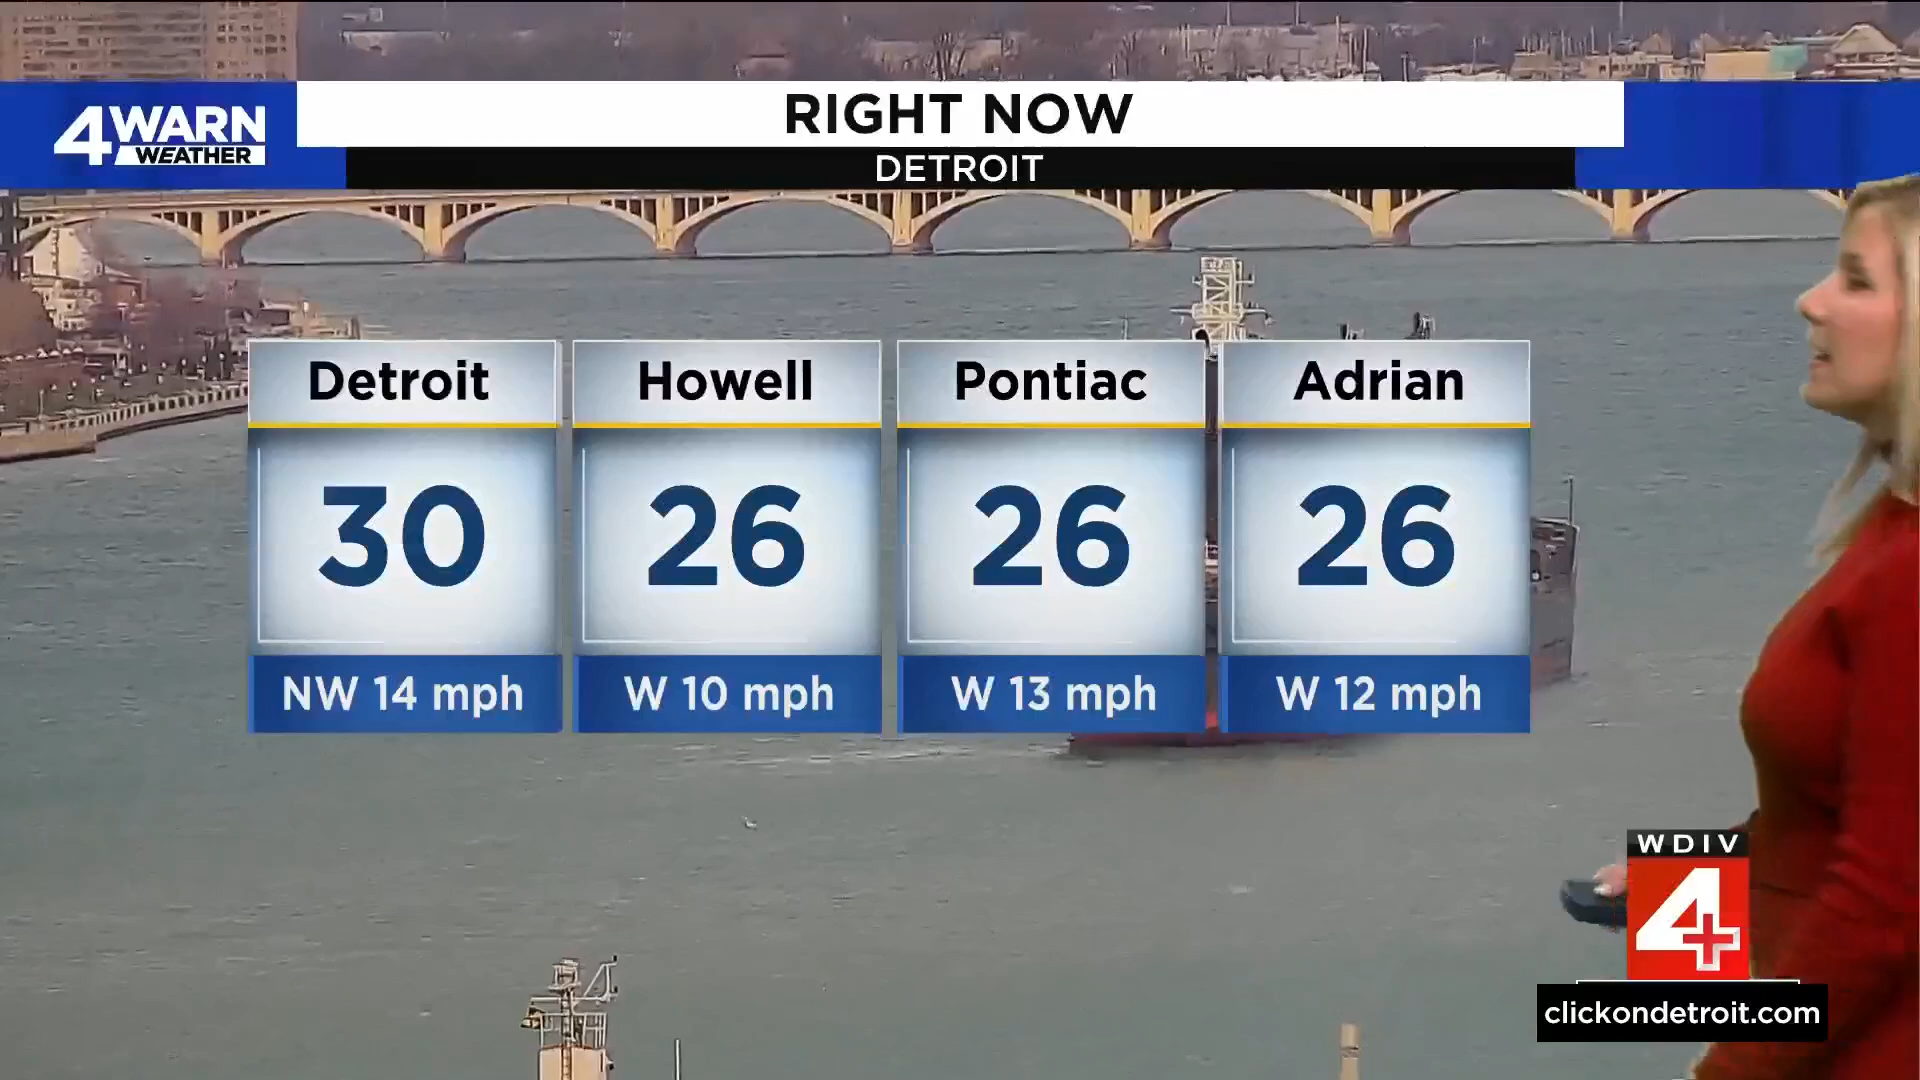 4WARN
WEATHER
RIGHT NOW
DETROIT
Detroit
30
NW 14 mph
Howell
26
W 10 mph
Pontiac
26
W 13 mph
Adrian
26
W 12 mph
WDIV
4+
clickondetroit.com